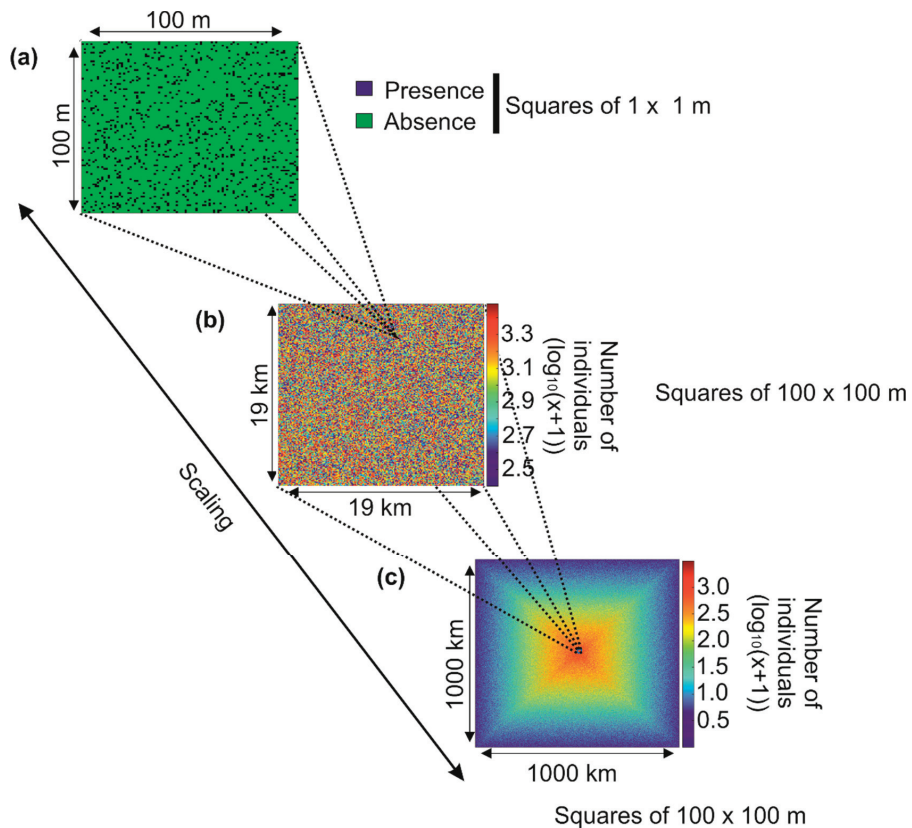 (a)
100 m
100 m
Presence
Absence
Squares of 1 x 1 m
(b)
19 km
19 km
3.3
3.1
2.9
2.7
2.5
Number of
individuals
(log₁₀(x+1))
Squares of 100 x 100 m
Scaling
(c)
1000 km
1000 km
3.0
2.5
2.0
1.5
1.0
0.5
Number of
individuals
(log₁₀(x+1))
Squares of 100 x 100 m